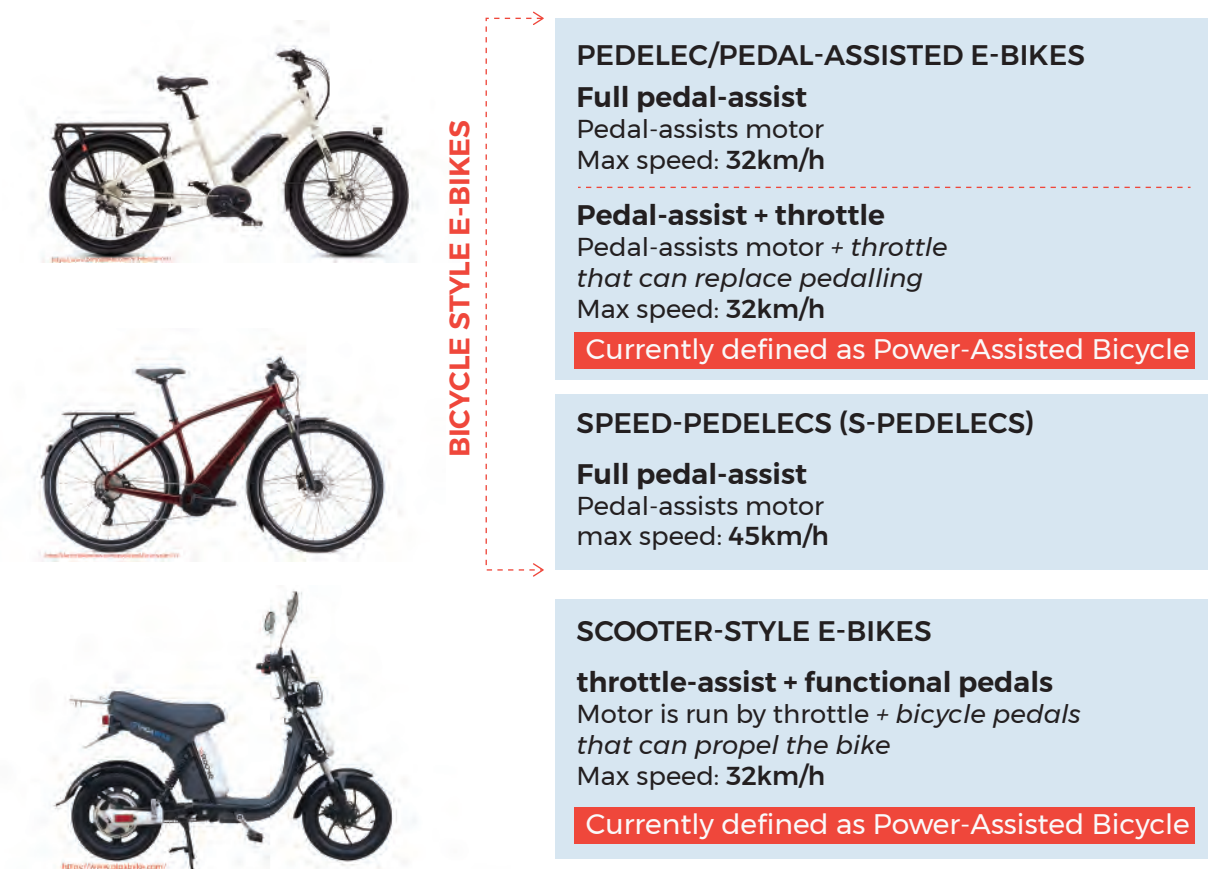 BICYCLE STYLE E-BIKES
PEDELEC/PEDAL-ASSISTED E-BIKES
Full pedal-assist
Pedal-assists motor
Max speed: 32km/h
Pedal-assist + throttle
Pedal-assists motor + throttle
that can replace pedalling
Max speed: 32km/h
Currently defined as Power-Assisted Bicycle
SPEED-PEDELECS (S-PEDELECS)
Full pedal-assist
Pedal-assists motor
max speed: 45km/h
SCOOTER-STYLE E-BIKES
throttle-assist + functional pedals
Motor is run by throttle + bicycle pedals
that can propel the bike
Max speed: 32km/h
Currently defined as Power-Assisted Bicycle